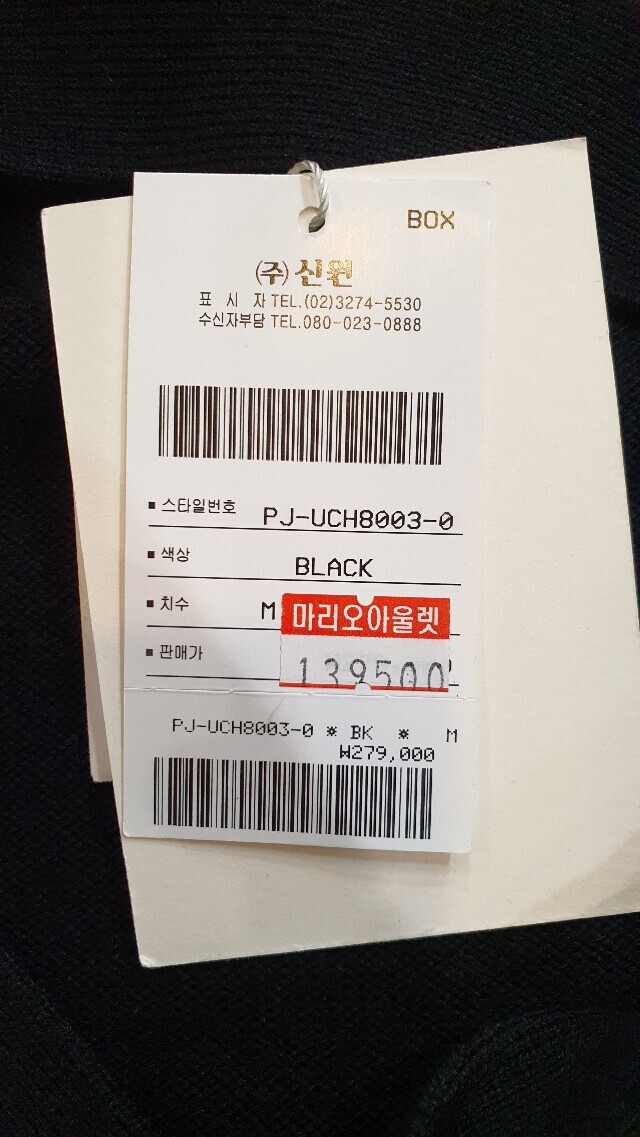 BOX
(주)신원
표 시 자 TEL.(02)3274-5530
수신자부담 TEL.080-023-0888
▪ 스타일번호 PJ-UCH8003-0
▪ 색상 BLACK
▪ 치수 M
마리오아울렛
▪ 판매가 139500
PJ-UCH8003-0 * BK * M
₩279,000